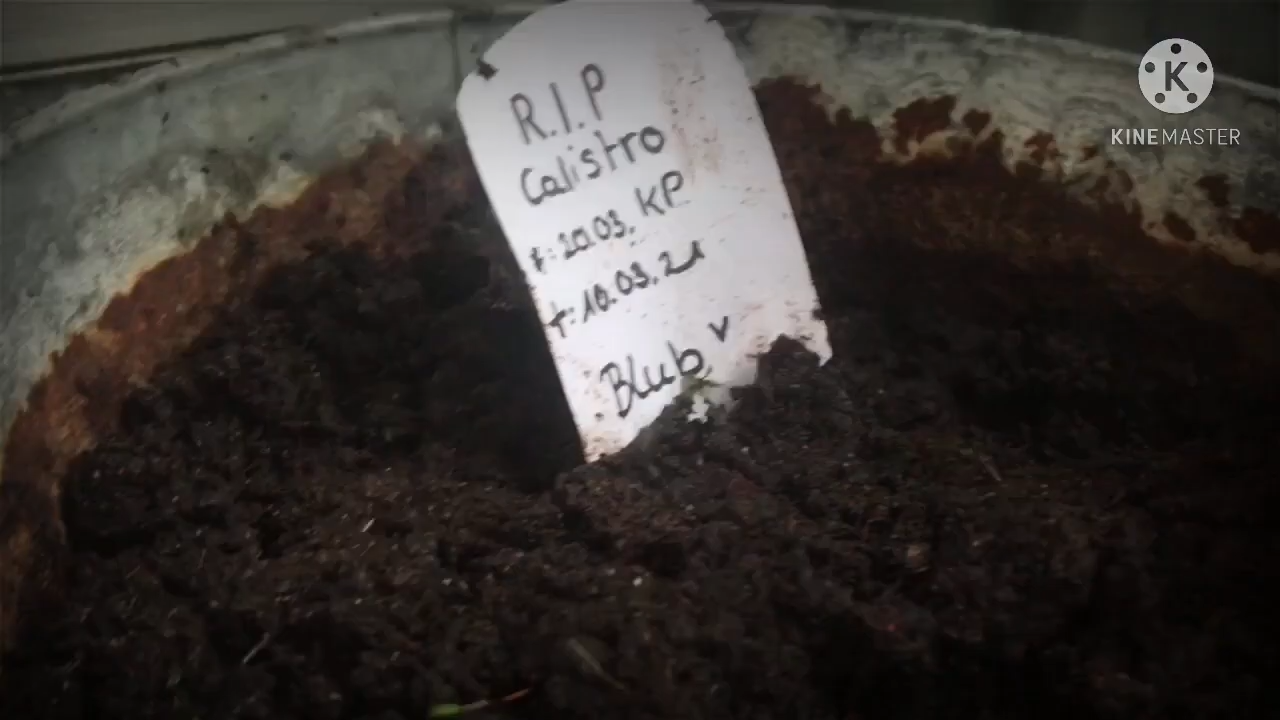 R.I.P
Calistro
*: 20.03. KP
†: 10.03.21
Blub
K
KINEMASTER